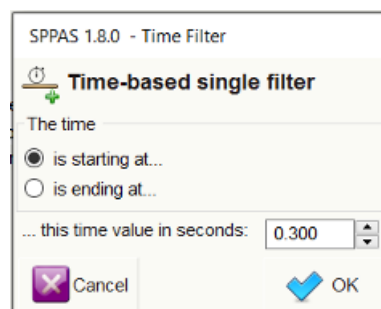 SPPAS 1.8.0 - Time Filter
Time-based single filter
The time
is starting at...
is ending at...
... this time value in seconds: 0.300
Cancel OK